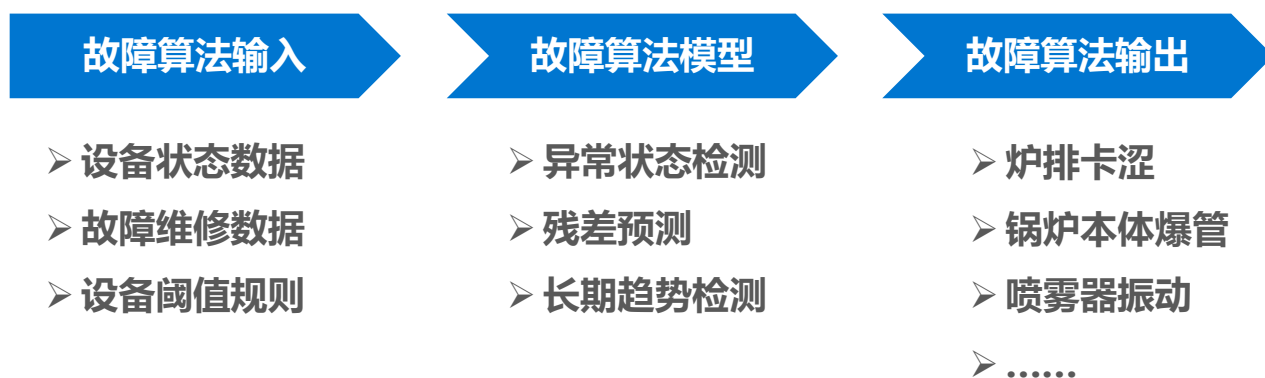 故障算法输入
故障算法模型
故障算法输出
➢ 设备状态数据
➢ 故障维修数据
➢ 设备阈值规则
➢ 异常状态检测
➢ 残差预测
➢ 长期趋势检测
➢ 炉排卡涩
➢ 锅炉本体爆管
➢ 喷雾器振动
➢ ……